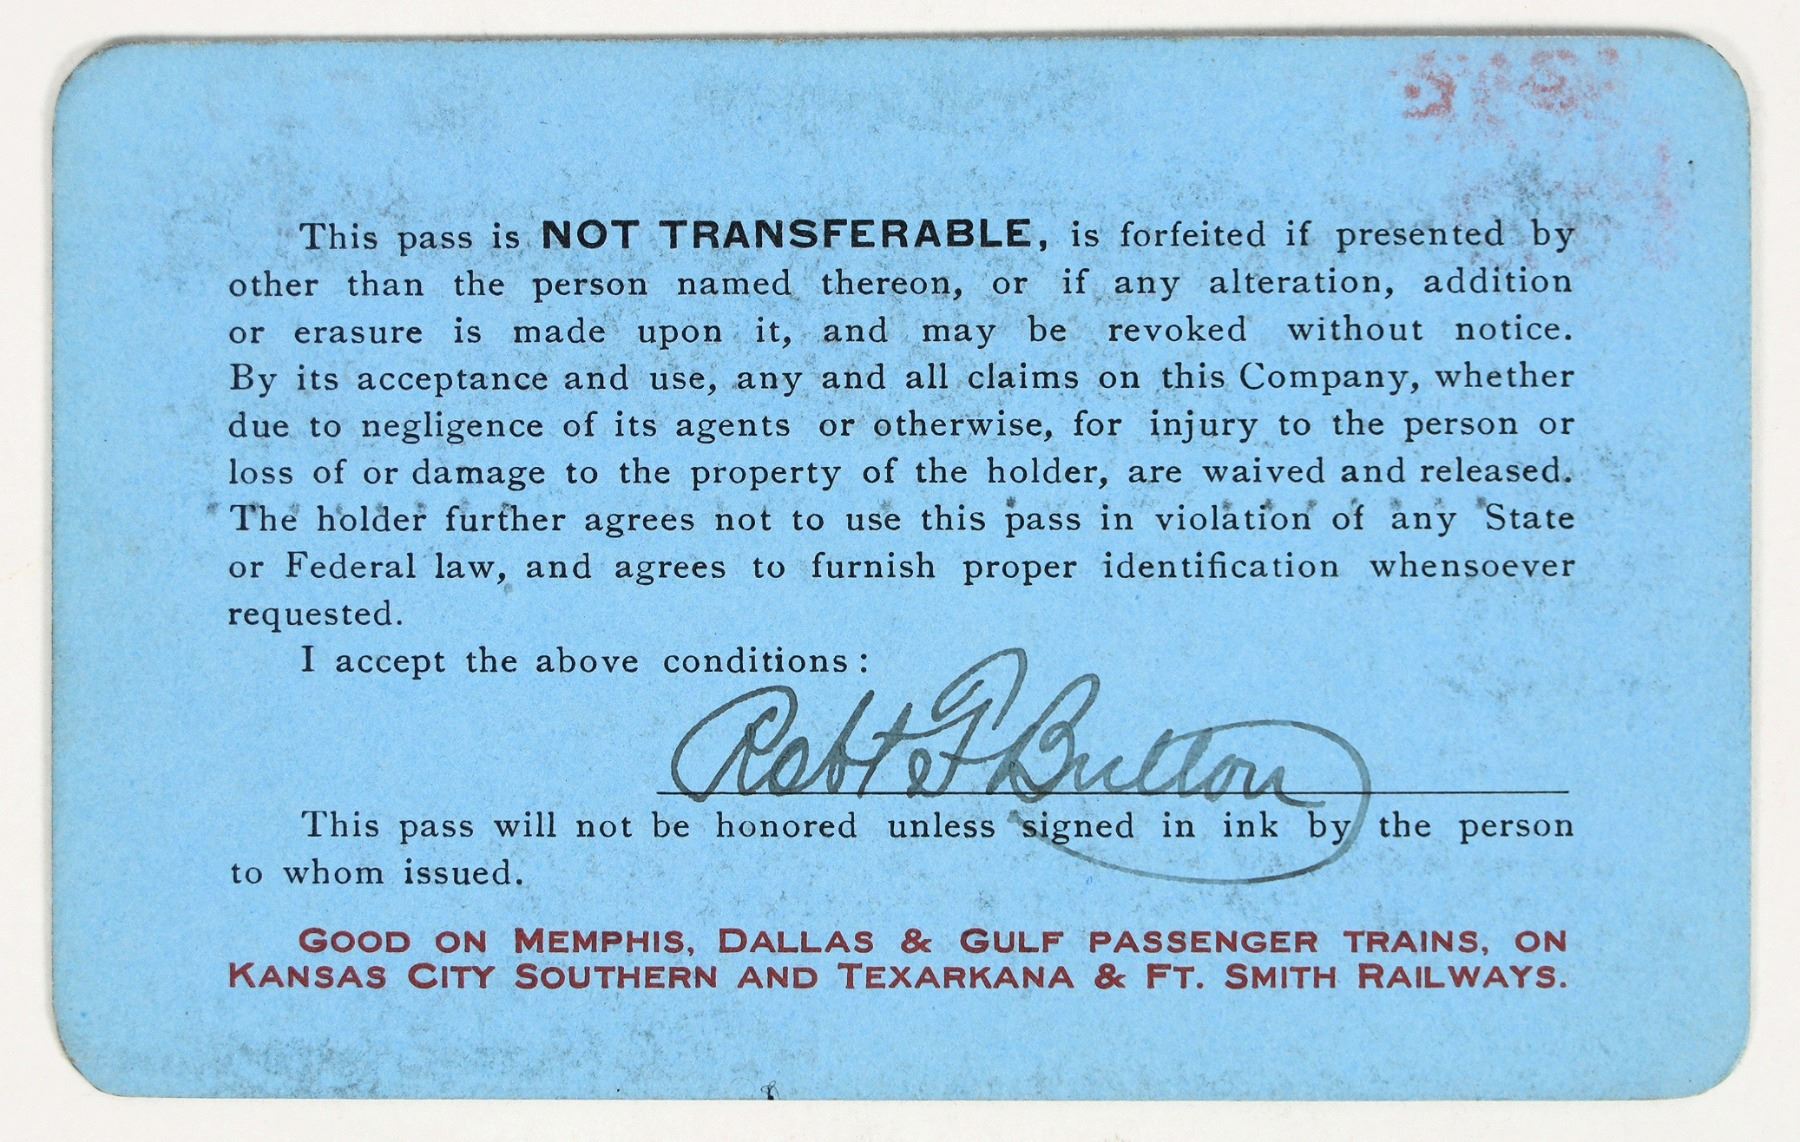 This pass is NOT TRANSFERABLE, is forfeited if presented by
other than the person named thereon, or if any alteration, addition
or erasure is made upon it, and may be revoked without notice.
By its acceptance and use, any and all claims on this Company, whether
due to negligence of its agents or otherwise, for injury to the person or
loss of or damage to the property of the holder, are waived and released.
The holder further agrees not to use this pass in violation of any State
or Federal law, and agrees to furnish proper identification whensoever
requested.
I accept the above conditions :
Robt F Button
This pass will not be honored unless signed in ink by the person
to whom issued.
GOOD ON MEMPHIS, DALLAS & GULF PASSENGER TRAINS, ON
KANSAS CITY SOUTHERN AND TEXARKANA & FT. SMITH RAILWAYS.